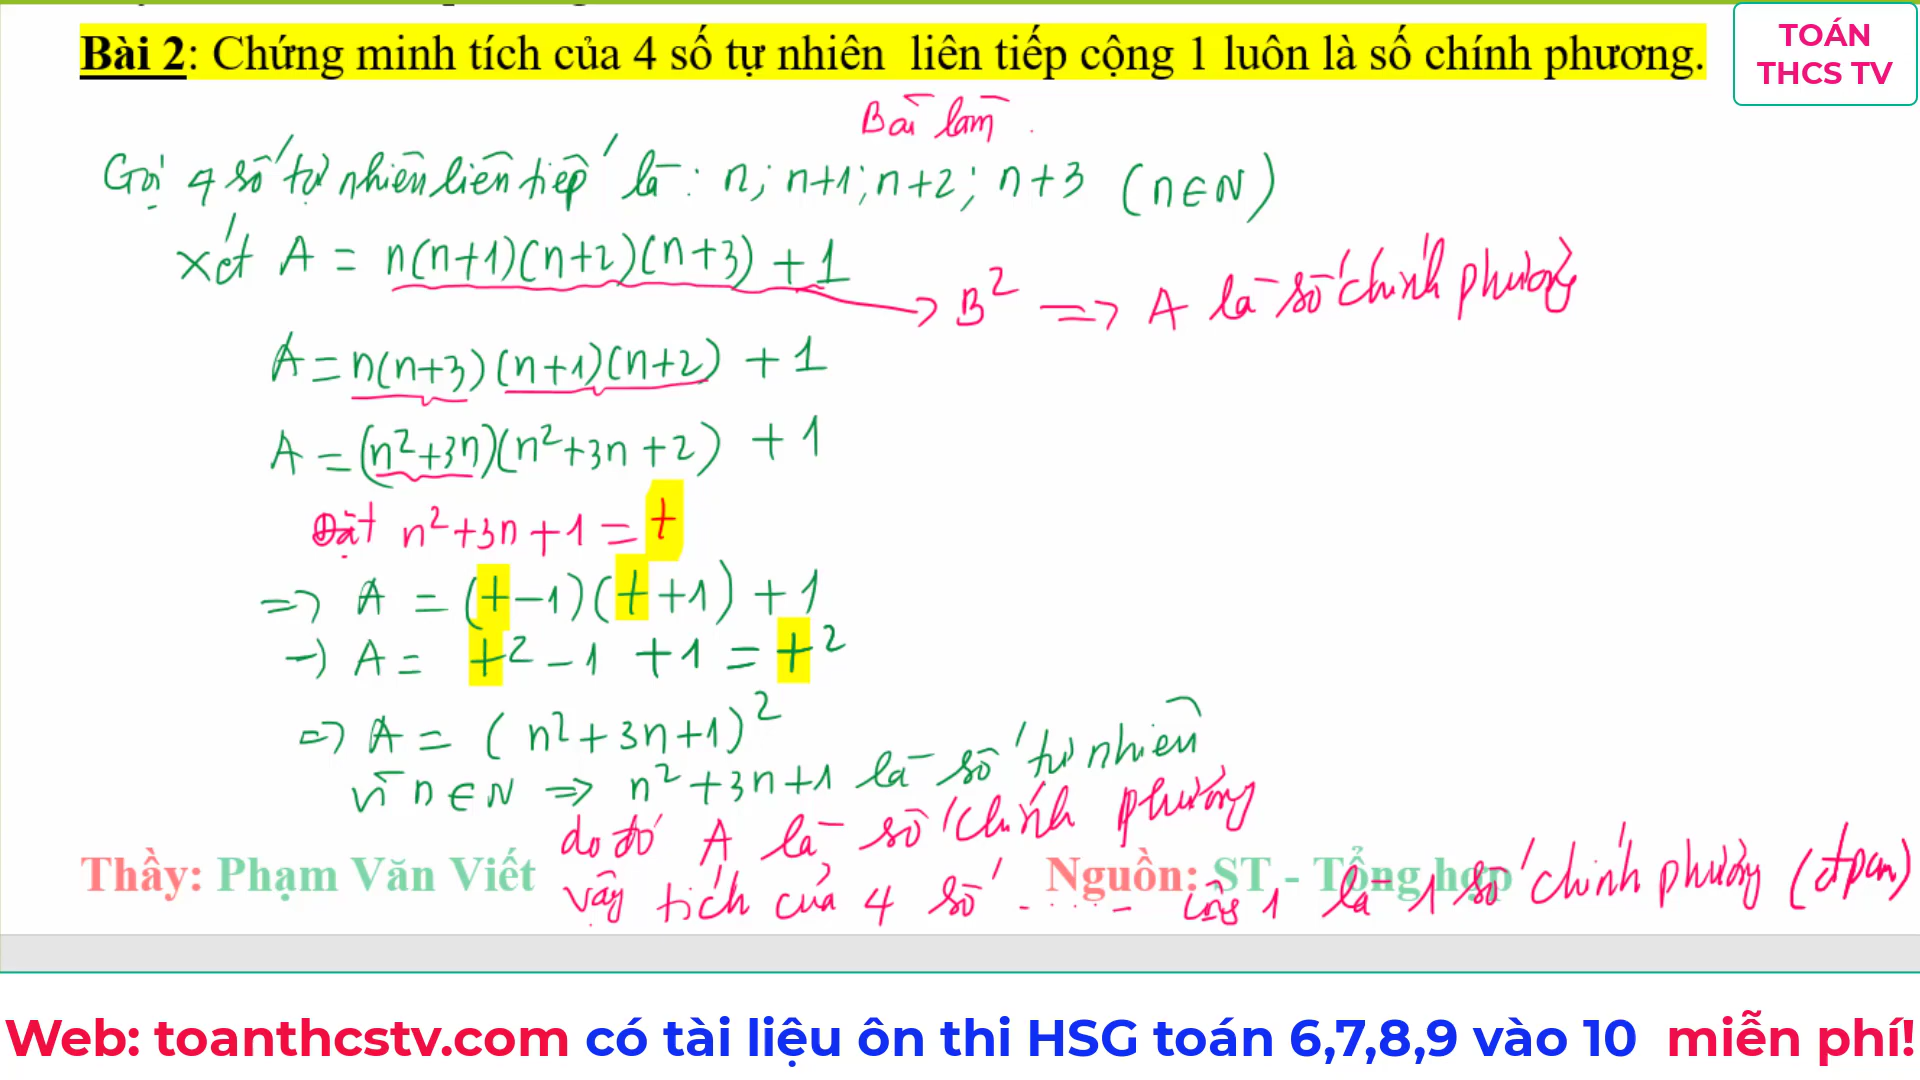 Bài 2: Chứng minh tích của 4 số tự nhiên liên tiếp cộng 1 luôn là số chính phương.
TOÁN
THCS TV
Bài làm.
Gọi 4 số tự nhiên liên tiếp là: n; n+1; n+2; n+3 (n∈N)
xét A = n(n+1)(n+2)(n+3) + 1
→ B² => A là số chính phương
A = n(n+3)(n+1)(n+2) + 1
A = (n²+3n)(n²+3n+2) + 1
Đặt n²+3n+1 = t
=> A = (t-1)(t+1) + 1
→ A = t² - 1 + 1 = t²
=> A = (n²+3n+1)²
vì n∈N => n²+3n+1 là số tự nhiên
do đó A là số chính phương
Thầy: Phạm Văn Viết
Nguồn: ST - Tổng hợp
vậy tích của 4 số ..... cộng 1 là 1 số chính phương (đpcm)
Web: toanthcstv.com có tài liệu ôn thi HSG toán 6,7,8,9 vào 10 miễn phí!